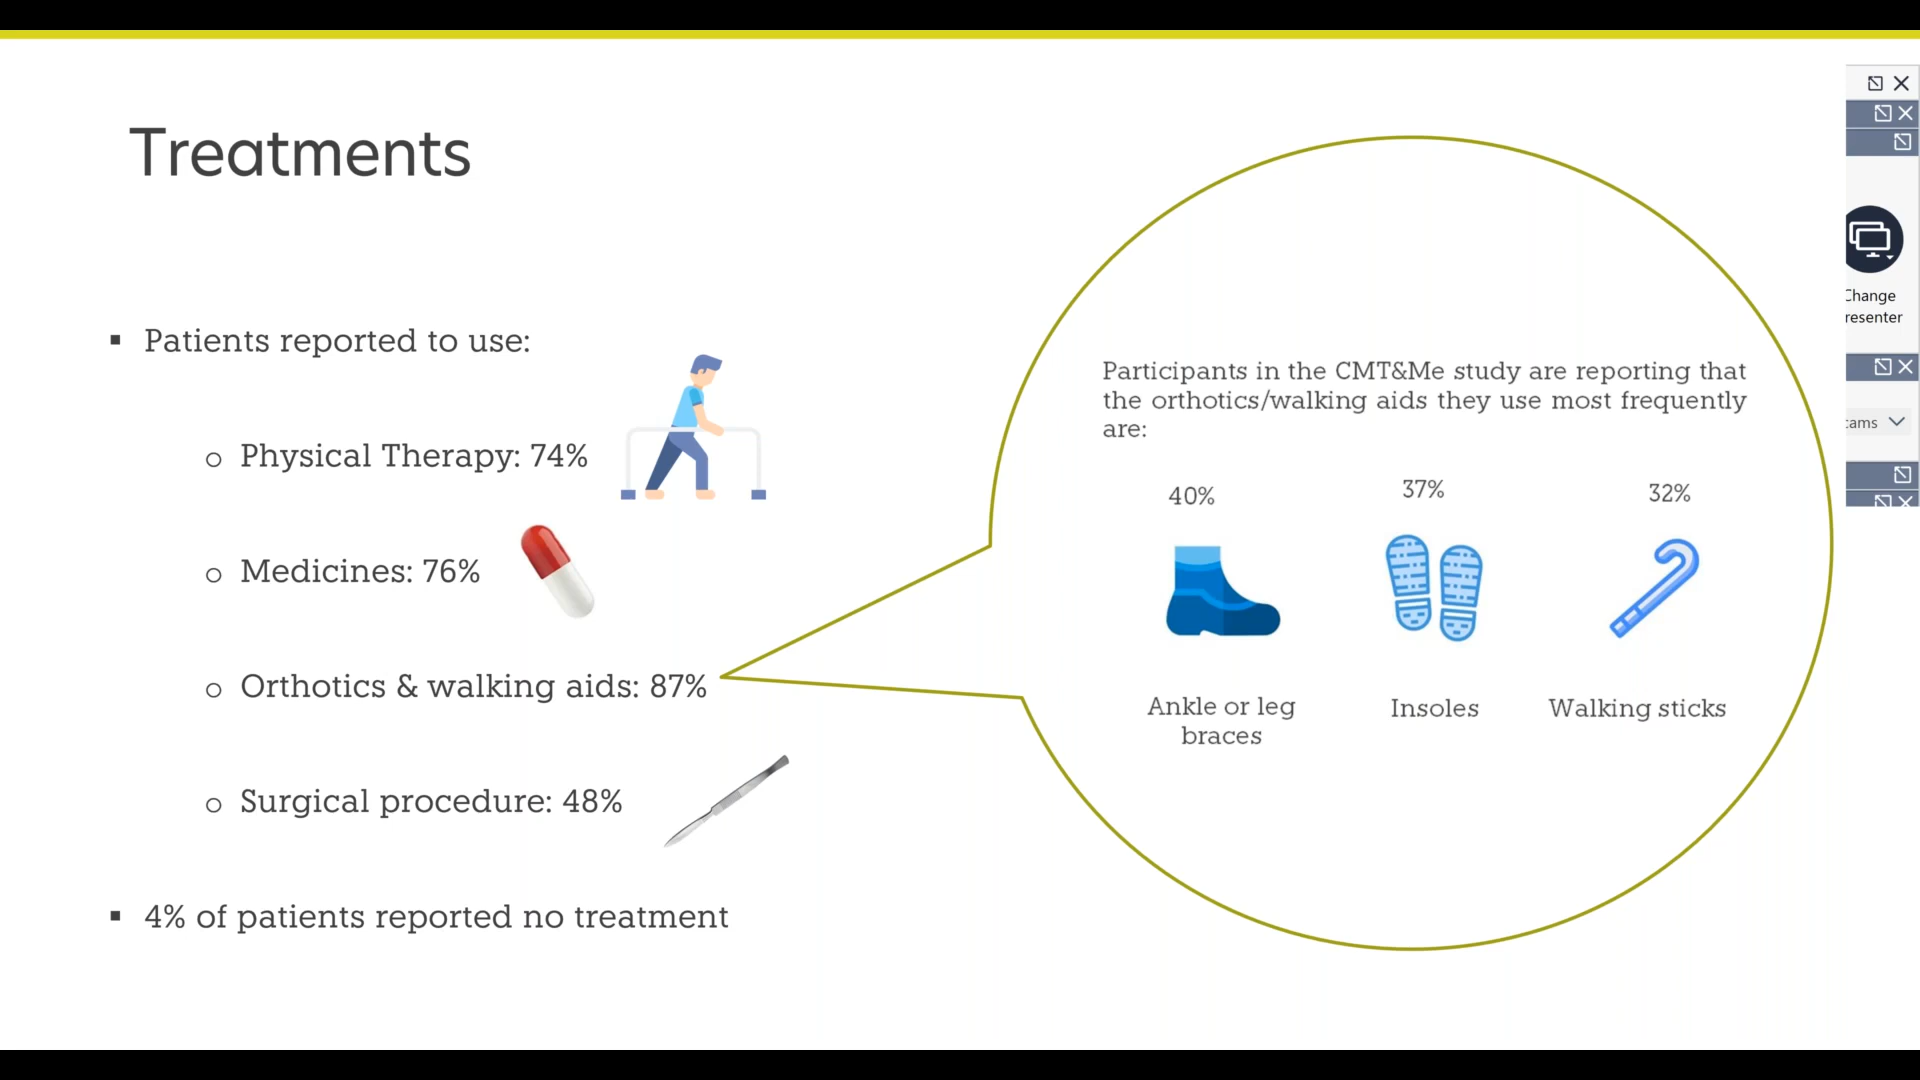 Treatments
▪ Patients reported to use:
o Physical Therapy: 74%
o Medicines: 76%
o Orthotics & walking aids: 87%
o Surgical procedure: 48%
▪ 4% of patients reported no treatment
Participants in the CMT&Me study are reporting that
the orthotics/walking aids they use most frequently
are:
40% 37% 32%
Ankle or leg
braces
Insoles
Walking sticks
Change
resenter
cams